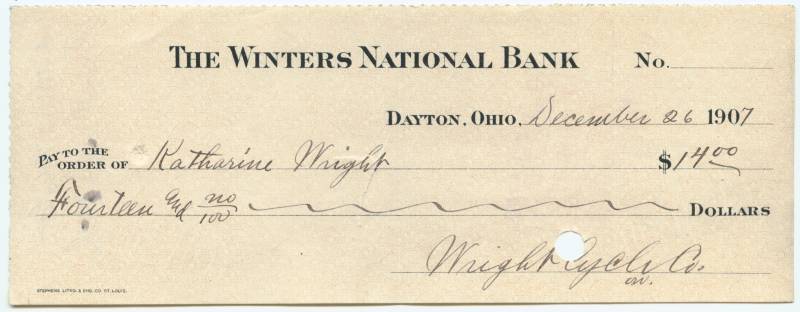 THE WINTERS NATIONAL BANK No.
DAYTON, OHIO, December 26 1907
PAY TO THE ORDER OF Katharine Wright $14 00
Fourteen and no/100 DOLLARS
Wright Cycle Co.
OW.
STEPHENS LITHO. & ENG. CO. ST. LOUIS.